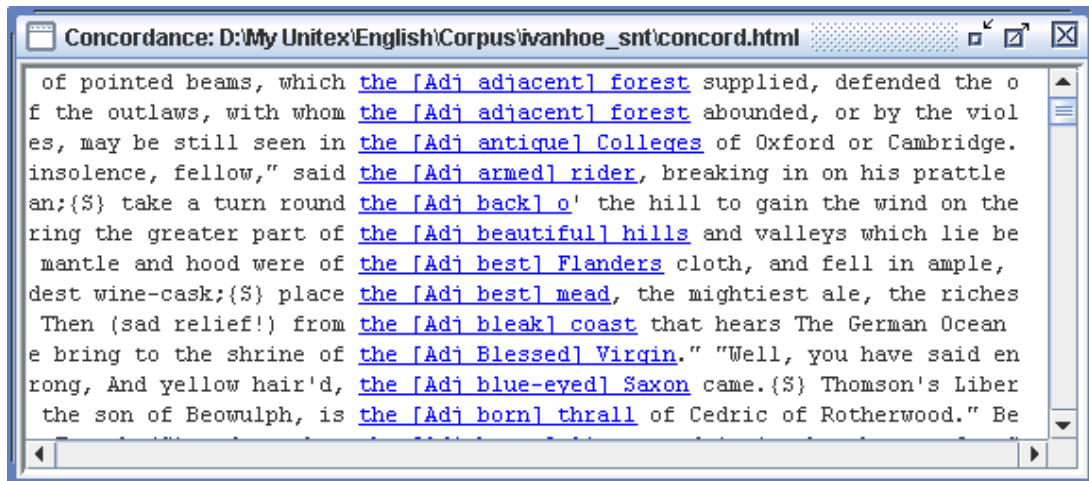 Concordance: D:\My Unitex\English\Corpus\ivanhoe_snt\concord.html
of pointed beams, which the [Adj adjacent] forest supplied, defended the o
f the outlaws, with whom the [Adj adjacent] forest abounded, or by the viol
es, may be still seen in the [Adj antique] Colleges of Oxford or Cambridge.
insolence, fellow," said the [Adj armed] rider, breaking in on his prattle
an;{S} take a turn round the [Adj back] o' the hill to gain the wind on the
ring the greater part of the [Adj beautiful] hills and valleys which lie be
mantle and hood were of the [Adj best] Flanders cloth, and fell in ample,
dest wine-cask;{S} place the [Adj best] mead, the mightiest ale, the riches
Then (sad relief!) from the [Adj bleak] coast that hears The German Ocean
e bring to the shrine of the [Adj Blessed] Virgin." "Well, you have said en
rong, And yellow hair'd, the [Adj blue-eyed] Saxon came.{S} Thomson's Liber
the son of Beowulph, is the [Adj born] thrall of Cedric of Rotherwood." Be